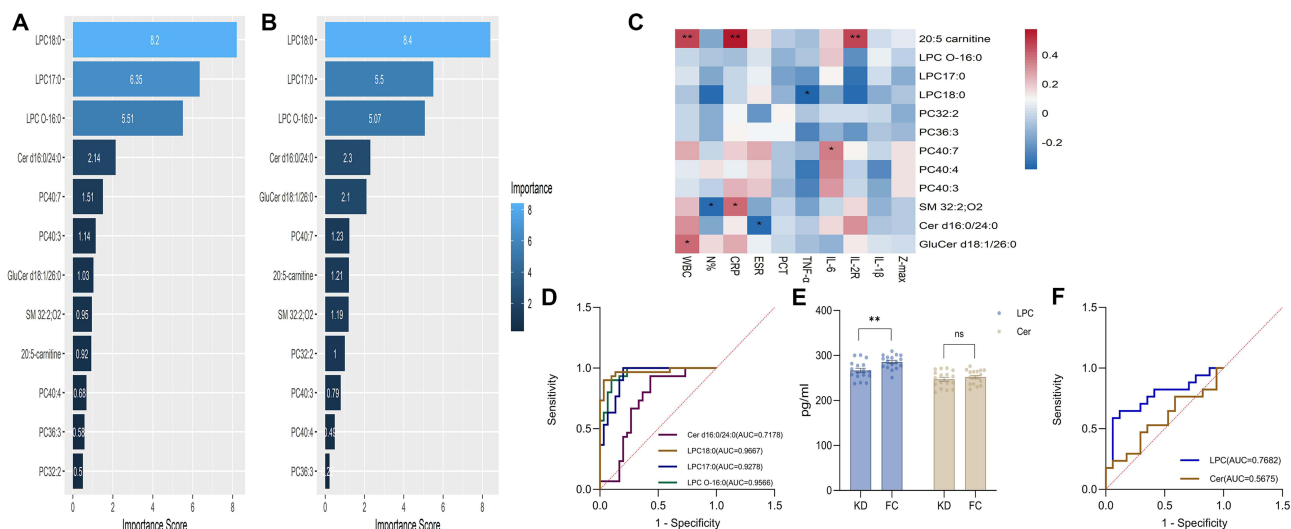 A
LPC18:0
8.2
LPC17:0
6.35
LPC O-16:0
5.51
Cer d16:0/24:0
2.14
PC40:7
1.51
PC40:3
1.14
GluCer d18:1/26:0
1.03
SM 32:2;O2
0.95
20:5-carnitine
0.92
PC40:4
0.68
PC36:3
0.58
PC32:2
0.5
0 2 4 6 8
Importance Score
B
LPC18:0
8.4
LPC17:0
5.5
LPC O-16:0
5.07
Cer d16:0/24:0
2.3
GluCer d18:1/26:0
2.1
PC40:7
1.23
20:5-carnitine
1.21
SM 32:2;O2
1.19
PC32:2
1
PC40:3
0.79
PC40:4
0.49
PC36:3
0 2 4 6 8
Importance Score
Importance
8
6
4
2
C
20:5 carnitine
LPC O-16:0
LPC17:0
LPC18:0
PC32:2
PC36:3
PC40:7
PC40:4
PC40:3
SM 32:2;O2
Cer d16:0/24:0
GluCer d18:1/26:0
** ** **
*
*
* *
*
*
WBC N% CRP ESR PCT TNF-α IL-6 IL-2R IL-1β Z-max
0.4
0.2
0
-0.2
D
Sensitivity
1.5
1.0
0.5
0.0
0.0 0.5 1.0 1.5
1 - Specificity
Cer d16:0/24:0(AUC=0.7178)
LPC18:0(AUC=0.9667)
LPC17:0(AUC=0.9278)
LPC O-16:0(AUC=0.9566)
E
LPC
Cer
**
ns
pg/ml
400
300
200
100
0
KD FC KD FC
F
Sensitivity
1.5
1.0
0.5
0.0
0.0 0.5 1.0 1.5
1 - Specificity
LPC(AUC=0.7682)
Cer(AUC=0.5675)